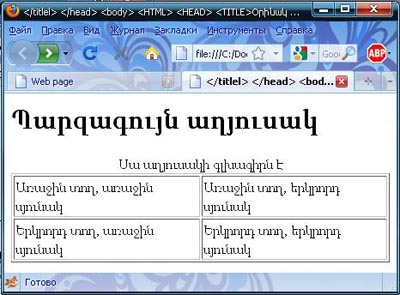 </titlel> </head> <body> <HTML> <HEAD> <TITLE>Օրինակ ...
Файл Правка Вид Журнал Закладки Инструменты Справка
file:///C:/Do Goo ABP
Web page </titlel> </head> <bod...
Պարզագույն աղյուսակ
Սա աղյուսակի գլխագիրն է
Առաջին տող, առաջին
սյունակ
Առաջին տող, երկրորդ
սյունակ
Երկրորդ տող, առաջին
սյունակ
Երկրորդ տող, երկրորդ
սյունակ
Готово